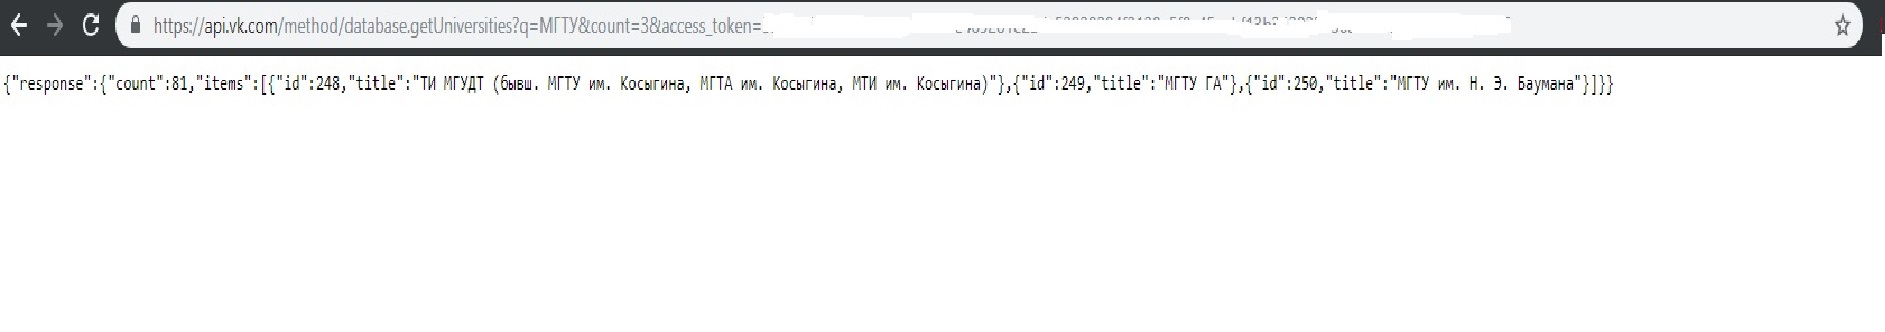 https://api.vk.com/method/database.getUniversities?q=МГТУ&count=3&access_token=
{"response":{"count":81,"items":[{"id":248,"title":"ТИ МГУДТ (бывш. МГТУ им. Косыгина, МГТА им. Косыгина, МТИ им. Косыгина)"},{"id":249,"title":"МГТУ ГА"},{"id":250,"title":"МГТУ им. Н. Э. Баумана"}]}}